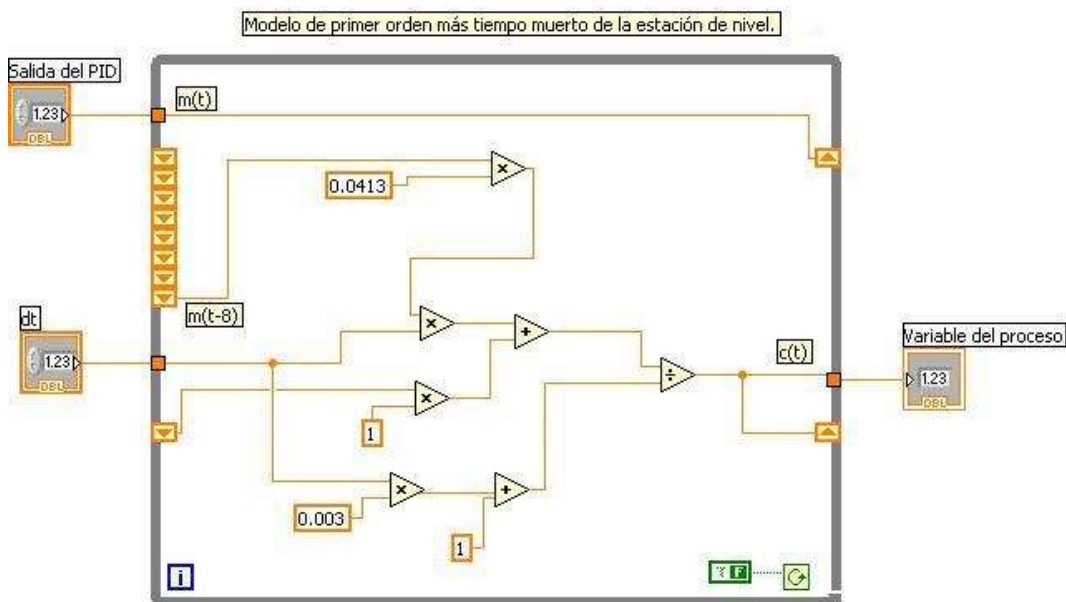 Modelo de primer orden más tiempo muerto de la estación de nivel.
Salida del PID
1.23
DBL
m(t)
0.0413
x
m(t-8)
dt
1.23
DBL
x
+
Variable del proceso
1.23
DBL
c(t)
÷
x
1
x
+
0.003
1
i
F